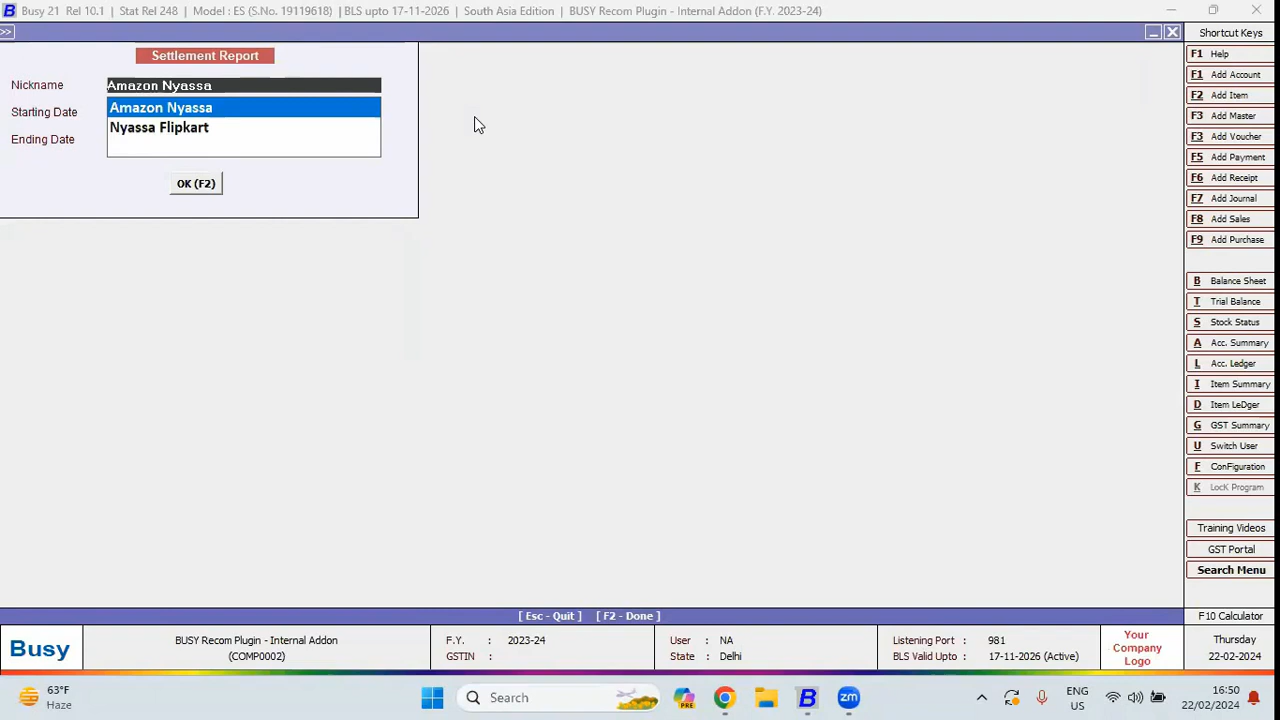 Busy 21 Rel 10.1 | Stat Rel 248 | Model : ES (S.No. 19119618) | BLS upto 17-11-2026 | South Asia Edition | BUSY Recom Plugin - Internal Addon (F.Y. 2023-24)
>>
Shortcut Keys
Settlement Report
Nickname Amazon Nyassa
Starting Date Amazon Nyassa
Nyassa Flipkart
Ending Date
OK (F2)
F1 Help
F1 Add Account
F2 Add Item
F3 Add Master
F3 Add Voucher
F5 Add Payment
F6 Add Receipt
F7 Add Journal
F8 Add Sales
F9 Add Purchase
B Balance Sheet
T Trial Balance
S Stock Status
A Acc. Summary
L Acc. Ledger
I Item Summary
D Item LeDger
G GST Summary
U Switch User
F ConFiguration
K LocK Program
Training Videos
GST Portal
Search Menu
[ Esc - Quit ] [ F2 - Done ]
F10 Calculator
Busy
BUSY Recom Plugin - Internal Addon
(COMP0002)
F.Y. : 2023-24
GSTIN :
User : NA
State : Delhi
Listening Port : 981
BLS Valid Upto : 17-11-2026 (Active)
Your
Company
Logo
Thursday
22-02-2024
63°F
Haze
Search
PRE
B
zm
ENG
US
16:50
22/02/2024